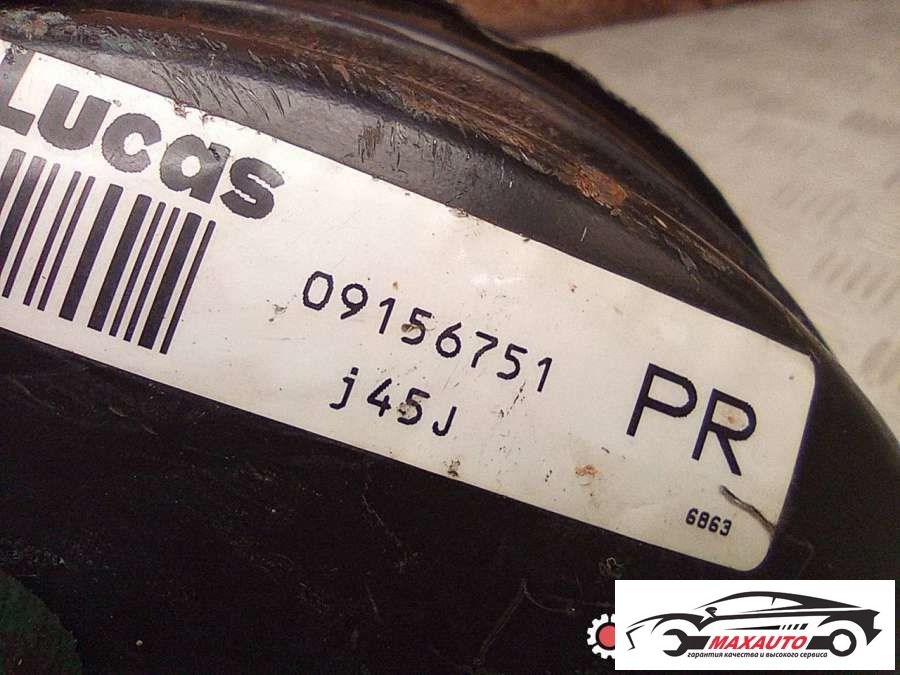 Lucas
09156751
j45J
PR
6863
MAXAUTO
гарантия качества и высокого сервиса